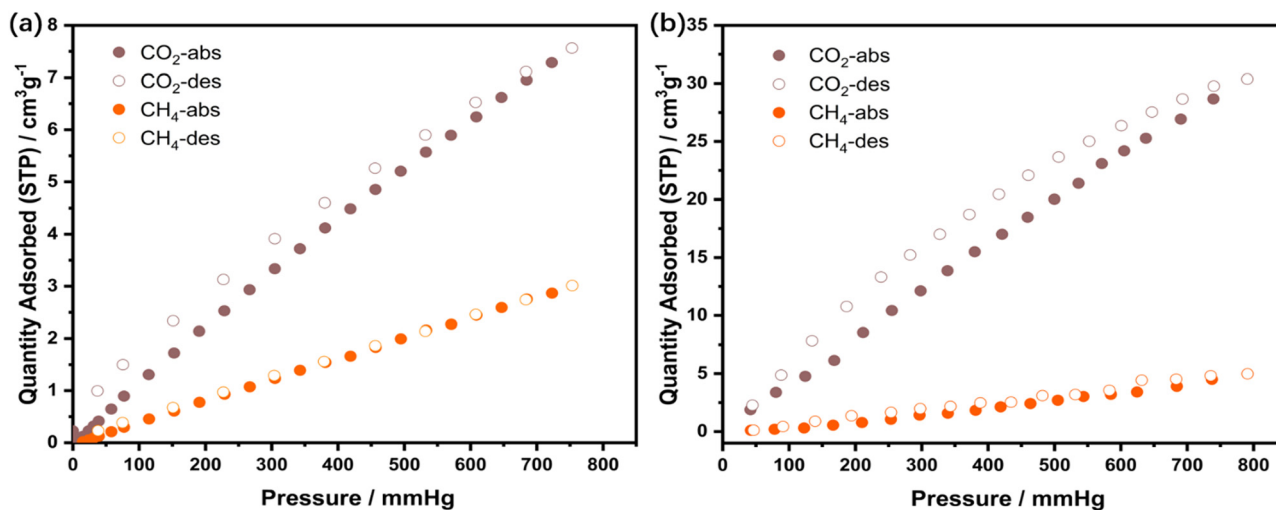 (a)
8
7
6
5
4
3
2
1
0
Quantity Adsorbed (STP) / cm³g⁻¹
CO₂-abs
CO₂-des
CH₄-abs
CH₄-des
0 100 200 300 400 500 600 700 800
Pressure / mmHg
(b)
35
30
25
20
15
10
5
0
Quantity Adsorbed (STP) / cm³g⁻¹
CO₂-abs
CO₂-des
CH₄-abs
CH₄-des
0 100 200 300 400 500 600 700 800
Pressure / mmHg